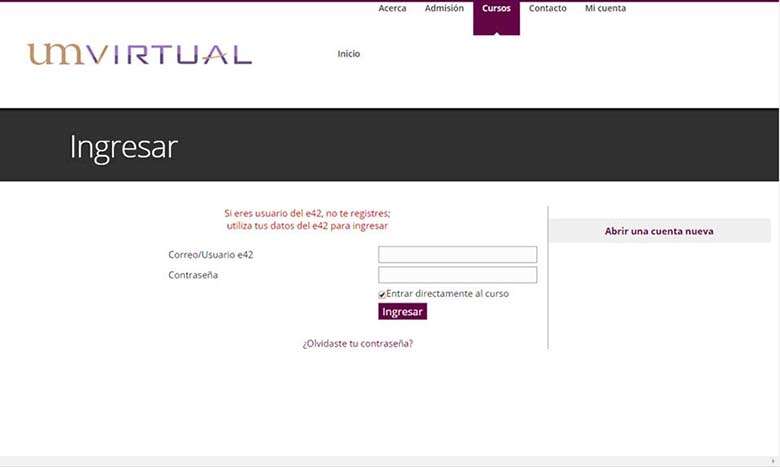 Acerca Admisión Cursos Contacto Mi cuenta
umVIRTUAL
Inicio
Ingresar
Si eres usuario del e42, no te registres;
utiliza tus datos del e42 para ingresar
Correo/Usuario e42
Contraseña
Entrar directamente al curso
Ingresar
¿Olvidaste tu contraseña?
Abrir una cuenta nueva